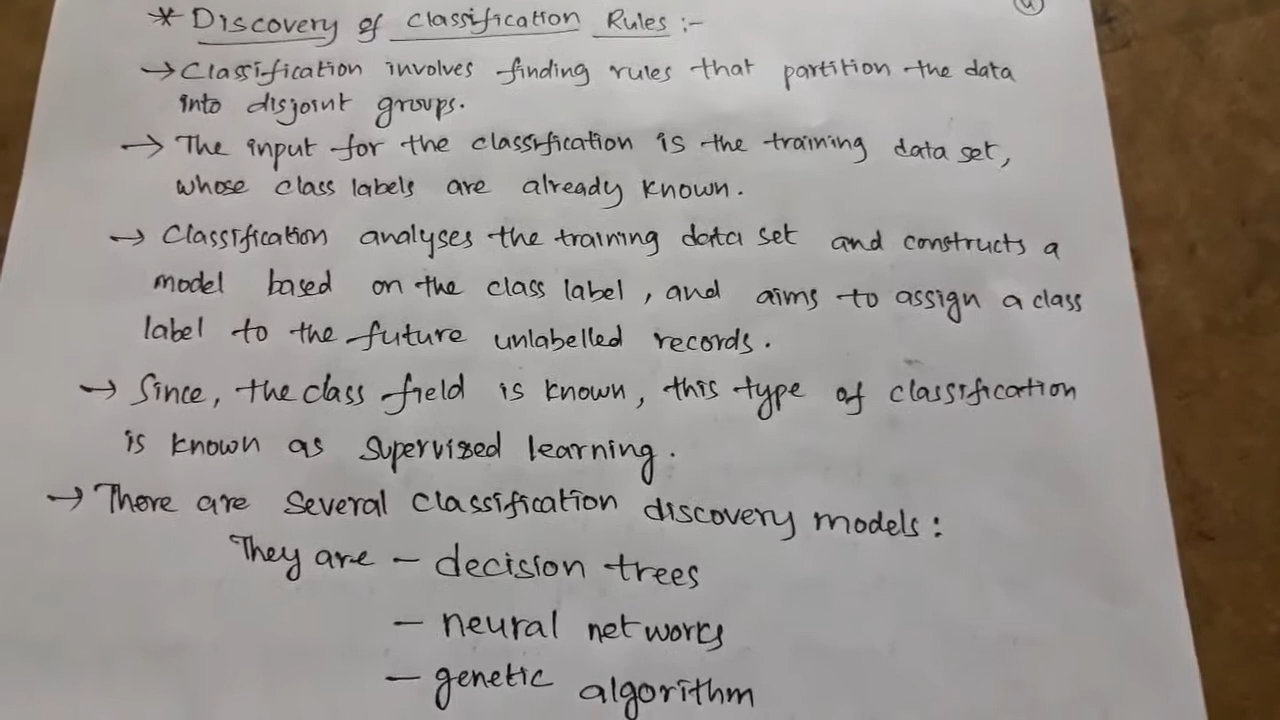 * Discovery of Classification Rules :-
→ Classification involves finding rules that partition the data
into disjoint groups.
→ The input for the classification is the training data set,
whose class labels are already known.
→ Classification analyses the training data set and constructs a
model based on the class label, and aims to assign a class
label to the future unlabelled records.
→ Since, the class field is known, this type of classification
is known as supervized learning.
→ There are several classification discovery models:
They are – decision trees
– neural networks
– genetic algorithm